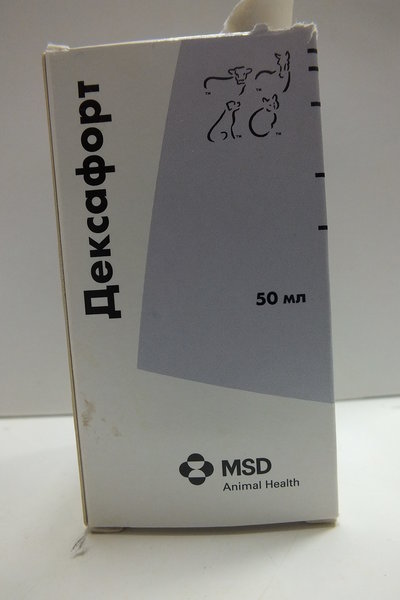 Дексафорт
50 мл
MSD
Animal Health